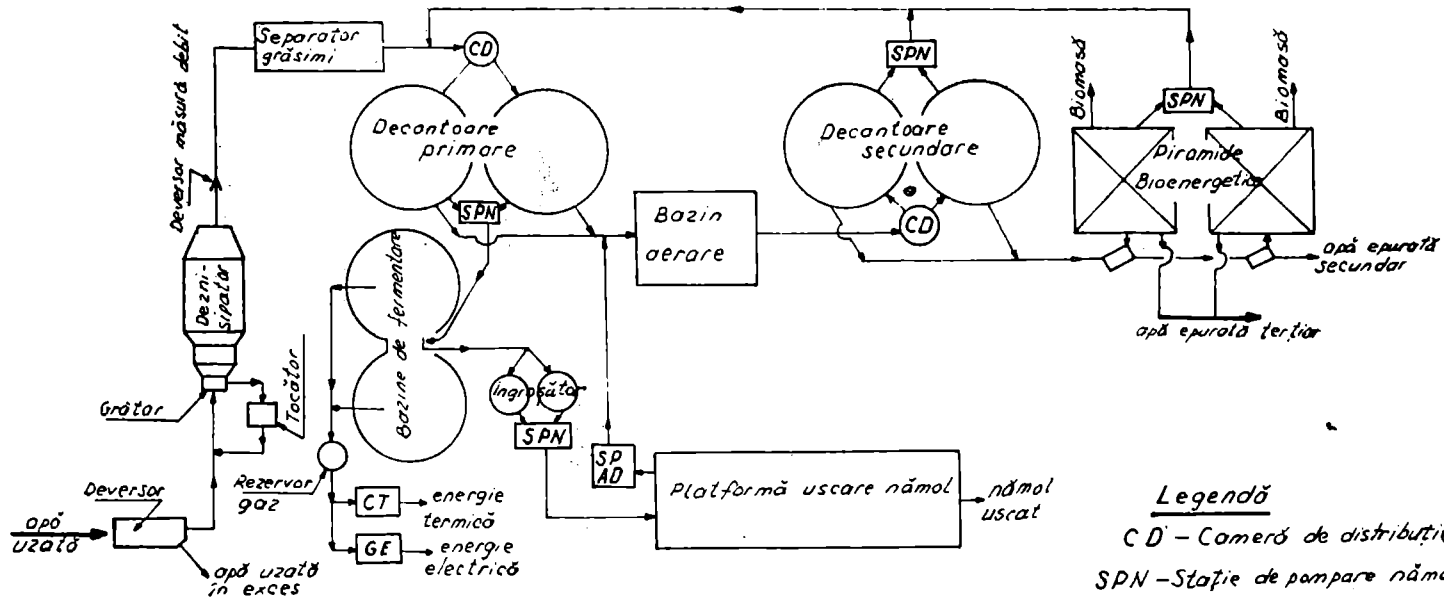 Deversor măsură debit
Separator
grăsimi
CD
SPN
Biomasă
SPN
Biomasă
Decantoare
primare
Decantoare
secundare
Piramide
Bioenergetice
SPN
Bazin
aerare
CD
apă epurată
secundar
apă epurată terțiar
Dezni-
sipator
Bazine de fermentare
Grătar
Tocător
Îngroșător
SPN
Rezervor
gaz
SP
AD
Platformă uscare nămol
nămol
uscat
Deversor
apă
uzată
apă uzată
în exces
CT
energie
termică
GE
energie
electrică
Legendă
CD - Cameră de distribuție
SPN - Stație de pompare nămol